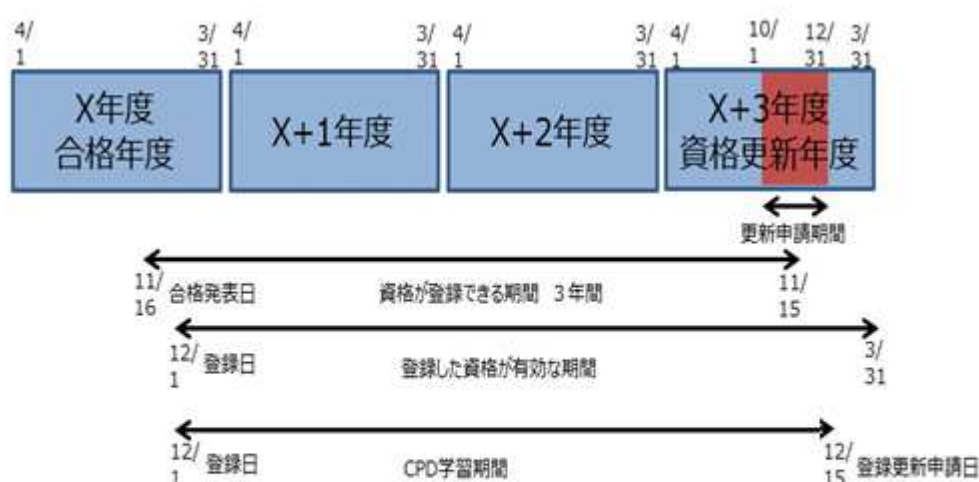 4/1
3/31
4/1
3/31
4/1
3/31
4/1
10/1
12/31
3/31
X年度
合格年度
X+1年度
X+2年度
X+3年度
資格更新年度
更新申請期間
11/16
合格発表日
資格が登録できる期間 3年間
11/15
12/1
登録日
登録した資格が有効な期間
3/31
12/1
登録日
CPD学習期間
12/15
登録更新申請日